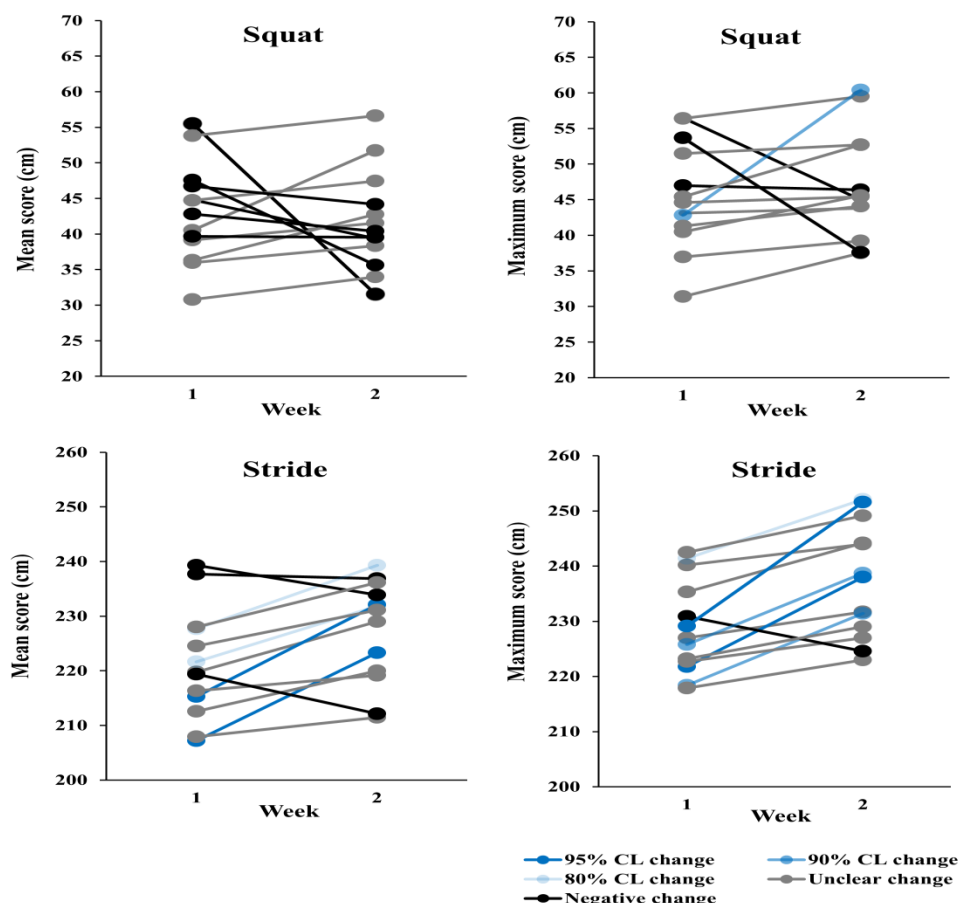 Squat
Mean score (cm)
70
65
60
55
50
45
40
35
30
25
20
1 2
Week
Squat
Maximum score (cm)
70
65
60
55
50
45
40
35
30
25
20
1 2
Week
Stride
Mean score (cm)
260
250
240
230
220
210
200
1 2
Week
Stride
Maximum score (cm)
260
250
240
230
220
210
200
1 2
Week
95% CL change 90% CL change
80% CL change Unclear change
Negative change